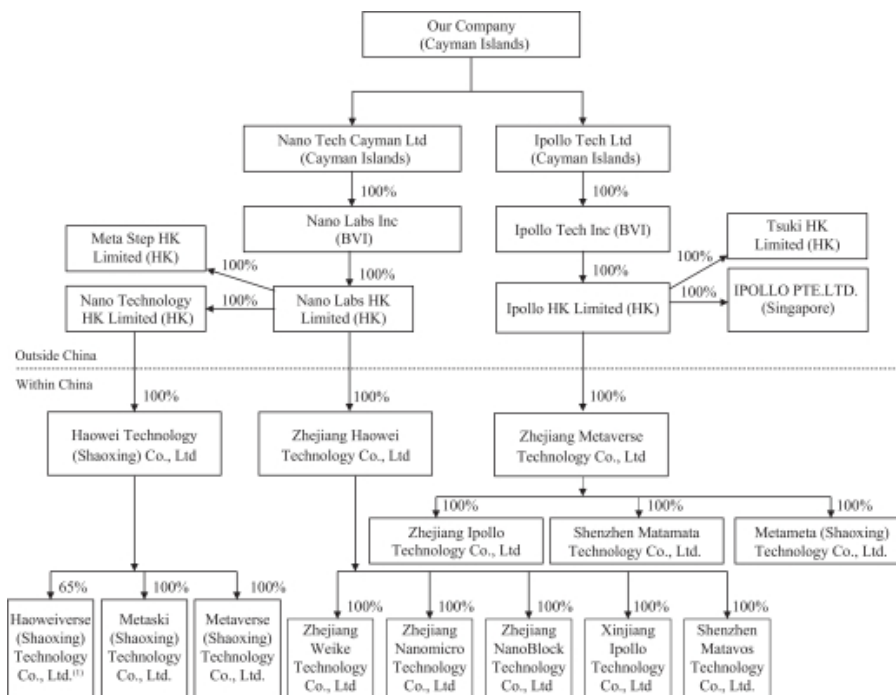 Our Company
(Cayman Islands)
Nano Tech Cayman Ltd
(Cayman Islands)
Ipollo Tech Ltd
(Cayman Islands)
100%
100%
Nano Labs Inc
(BVI)
Ipollo Tech Inc (BVI)
Tsuki HK
Limited (HK)
Meta Step HK
Limited (HK)
100%
100%
100%
100%
Nano Technology
HK Limited (HK)
100%
Nano Labs HK
Limited (HK)
Ipollo HK Limited (HK)
100%
IPOLLO PTE.LTD.
(Singapore)
Outside China
Within China
100%
100%
100%
Haowei Technology
(Shaoxing) Co., Ltd
Zhejiang Haowei
Technology Co., Ltd
Zhejiang Metaverse
Technology Co., Ltd
100%
100%
100%
Zhejiang Ipollo
Technology Co., Ltd
Shenzhen Matamata
Technology Co., Ltd.
Metameta (Shaoxing)
Technology Co., Ltd.
65%
100%
100%
100%
100%
100%
100%
100%
Haoweiverse
(Shaoxing)
Technology
Co., Ltd.(1)
Metaski
(Shaoxing)
Technology
Co., Ltd.
Metaverse
(Shaoxing)
Technology
Co., Ltd.
Zhejiang
Weike
Technology
Co., Ltd
Zhejiang
Nanomicro
Technology
Co., Ltd
Zhejiang
NanoBlock
Technology
Co., Ltd
Xinjiang
Ipollo
Technology
Co., Ltd
Shenzhen
Matavos
Technology
Co., Ltd.